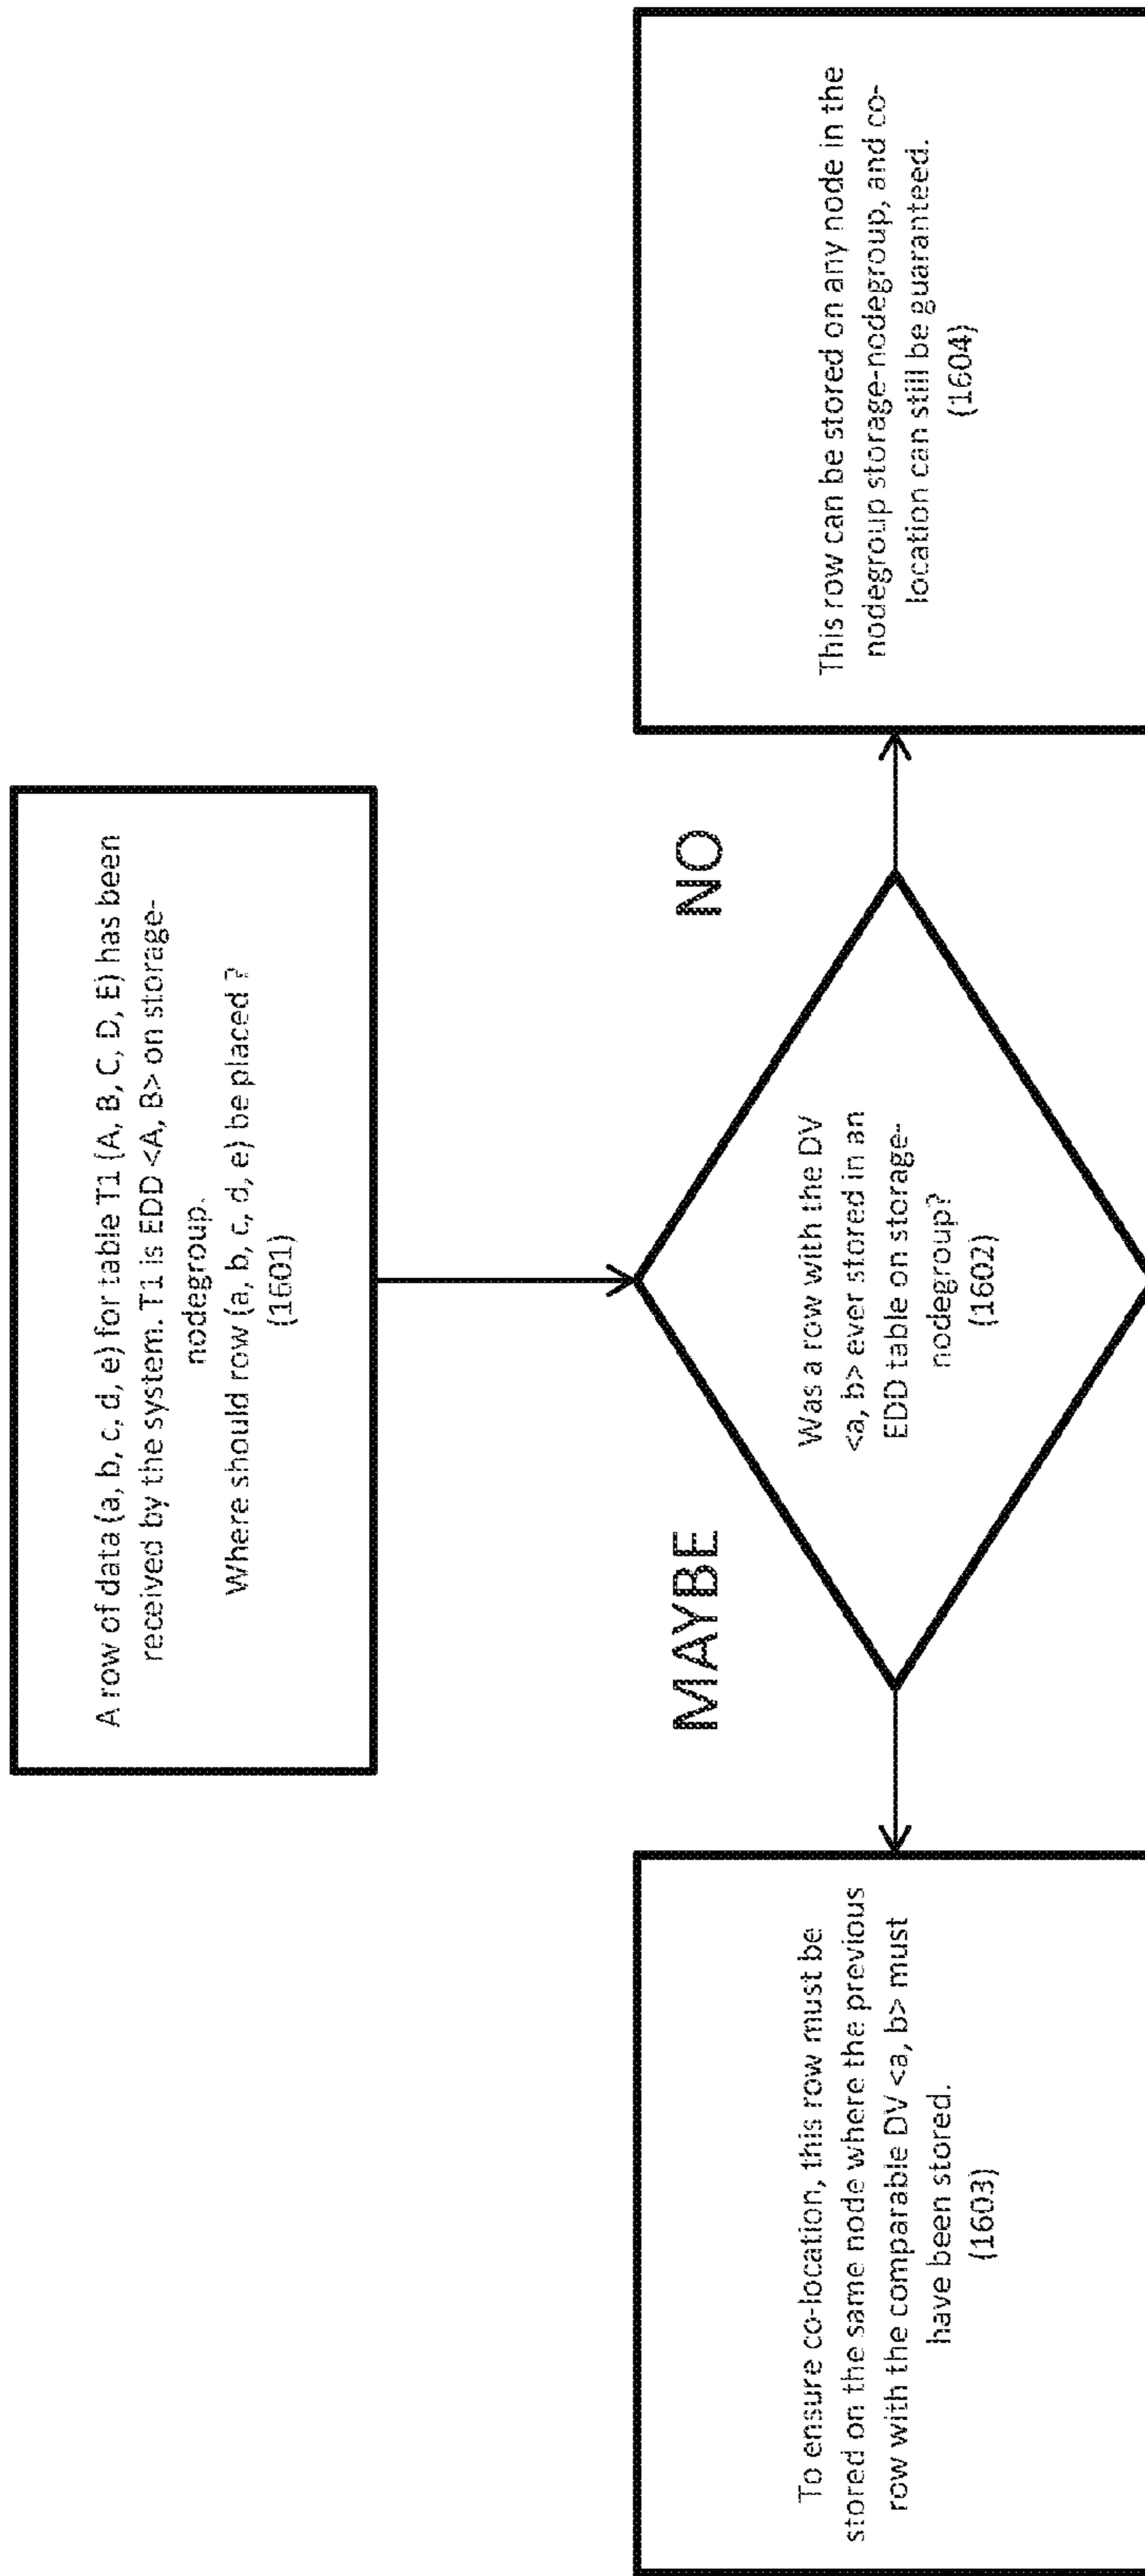 A row of data (a, b, c, d, e) for table T1 (A, B, C, D, E) has been
received by the system. T1 is EDD <A, B> on storage-
nodegroup.
Where should row (a, b, c, d, e) be placed ?
(1601)
MAYBE
NO
Was a row with the DV
<a, b> ever stored in an
EDD table on storage-
nodegroup?
(1602)
To ensure co-location, this row must be
stored on the same node where the previous
row with the comparable DV <a, b> must
have been stored.
(1603)
This row can be stored on any node in the
nodegroup storage-nodegroup, and co-
location can still be guaranteed.
(1604)